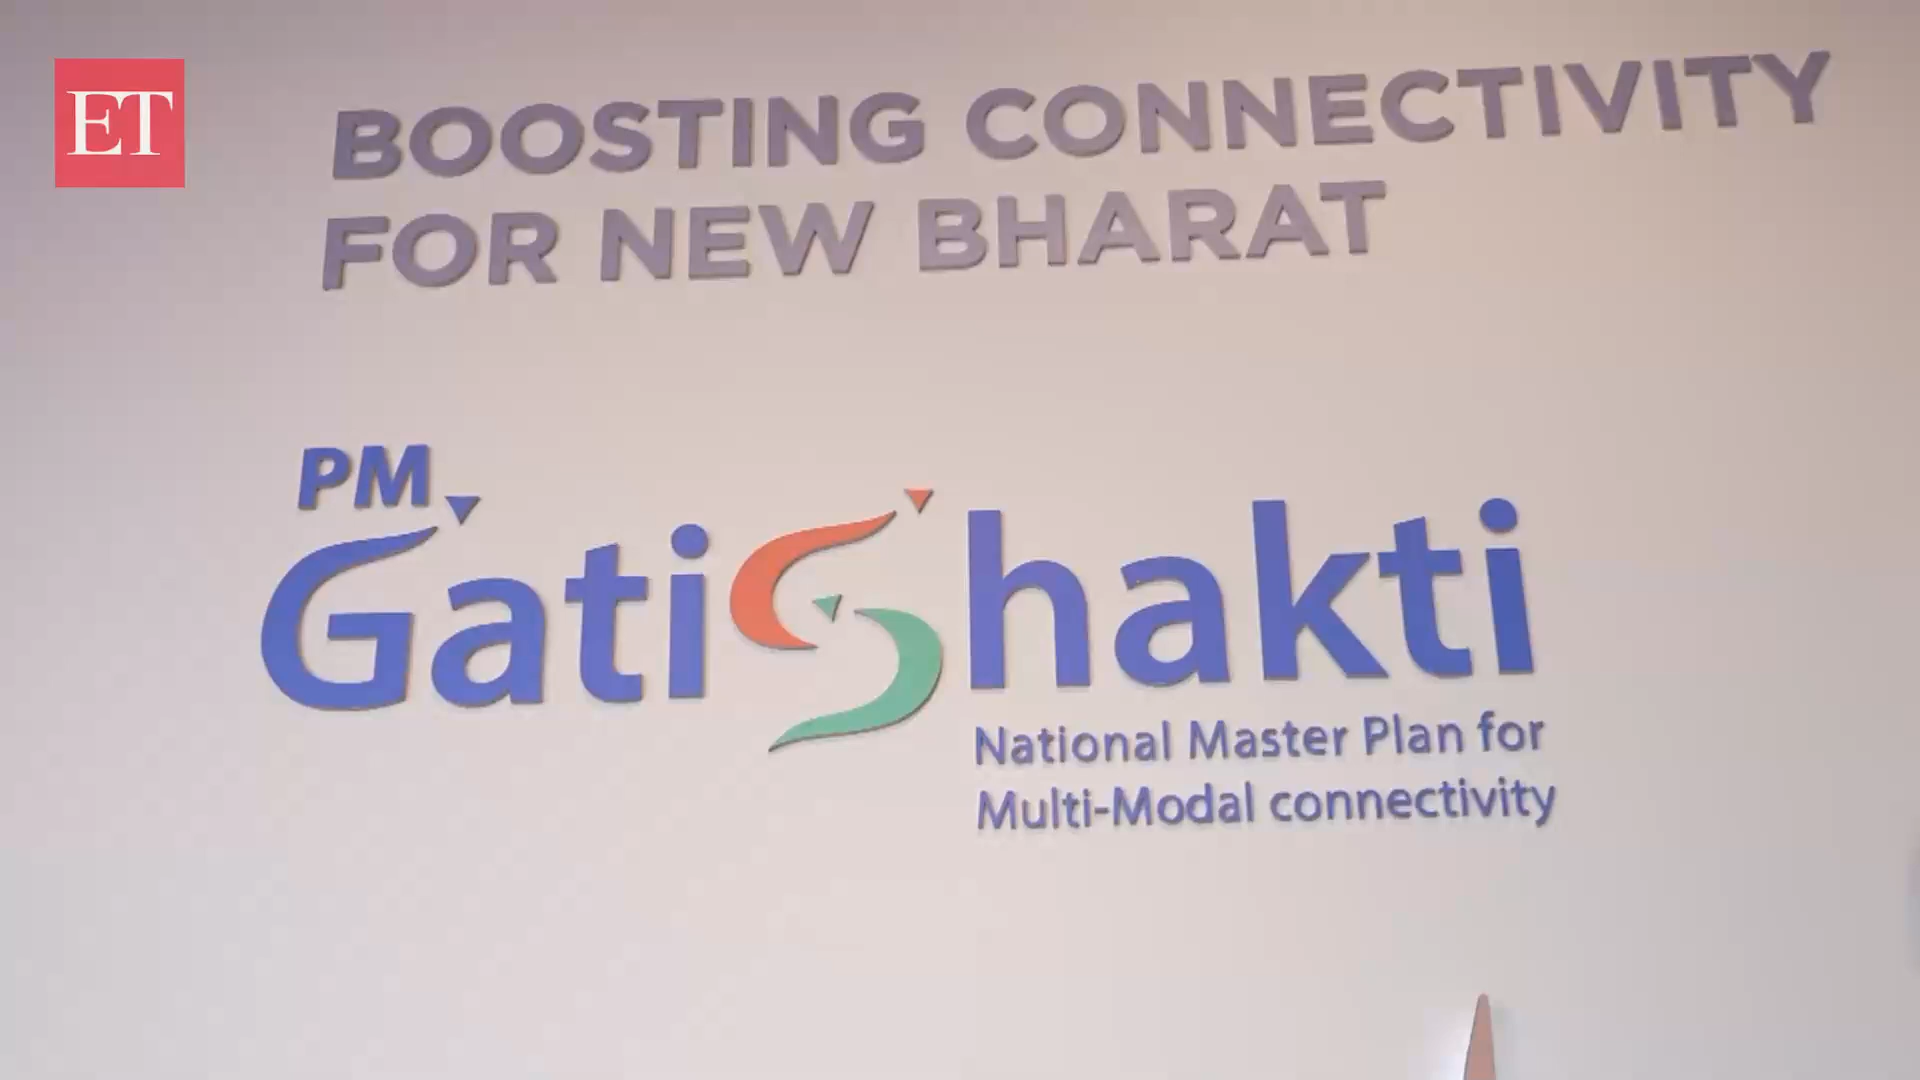 ET
BOOSTING CONNECTIVITY
FOR NEW BHARAT
PM
GatiShakti
National Master Plan for
Multi-Modal connectivity